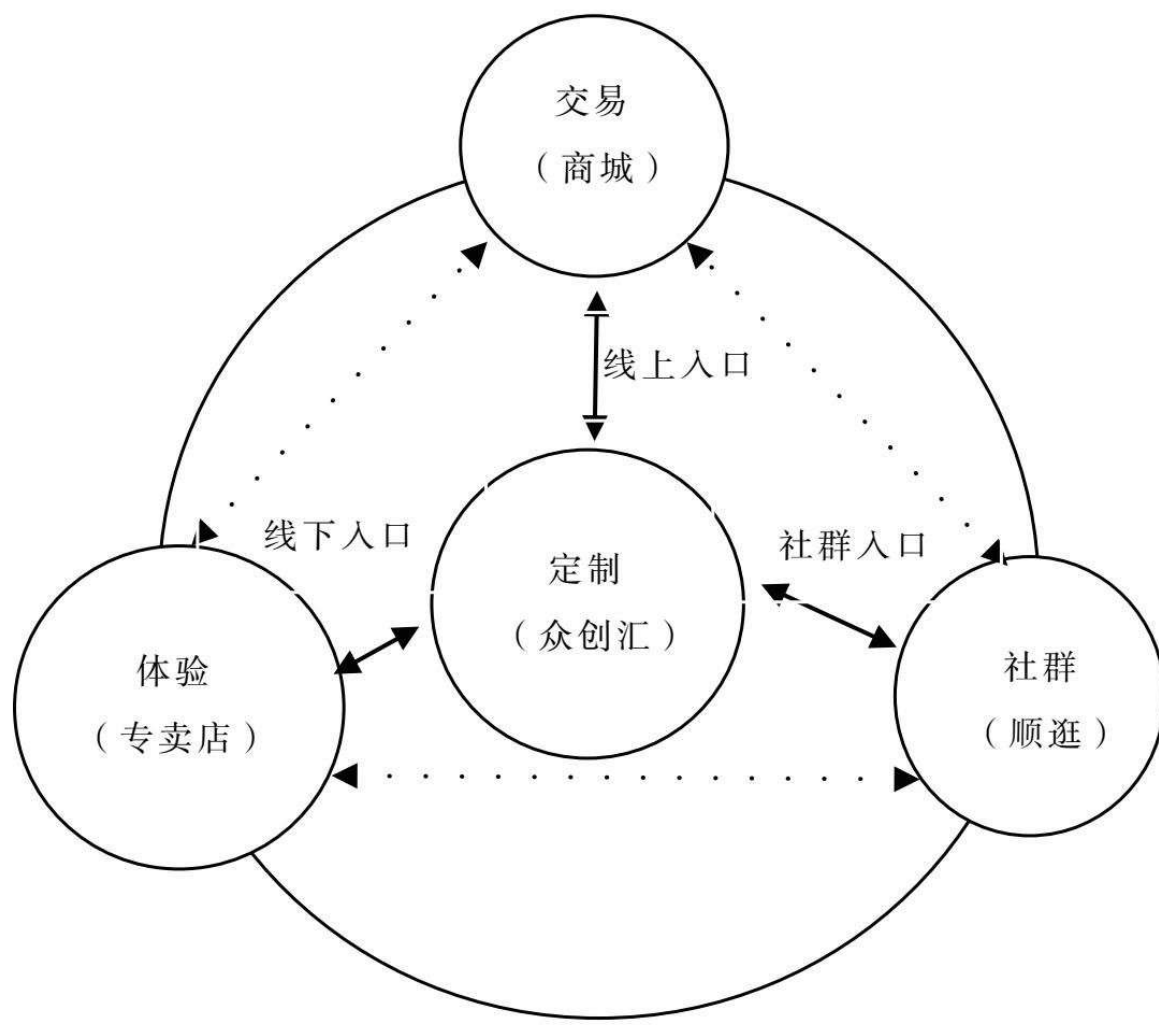 交易
（商城）
线上入口
线下入口
社群入口
定制
（众创汇）
体验
（专卖店）
社群
（顺逛）